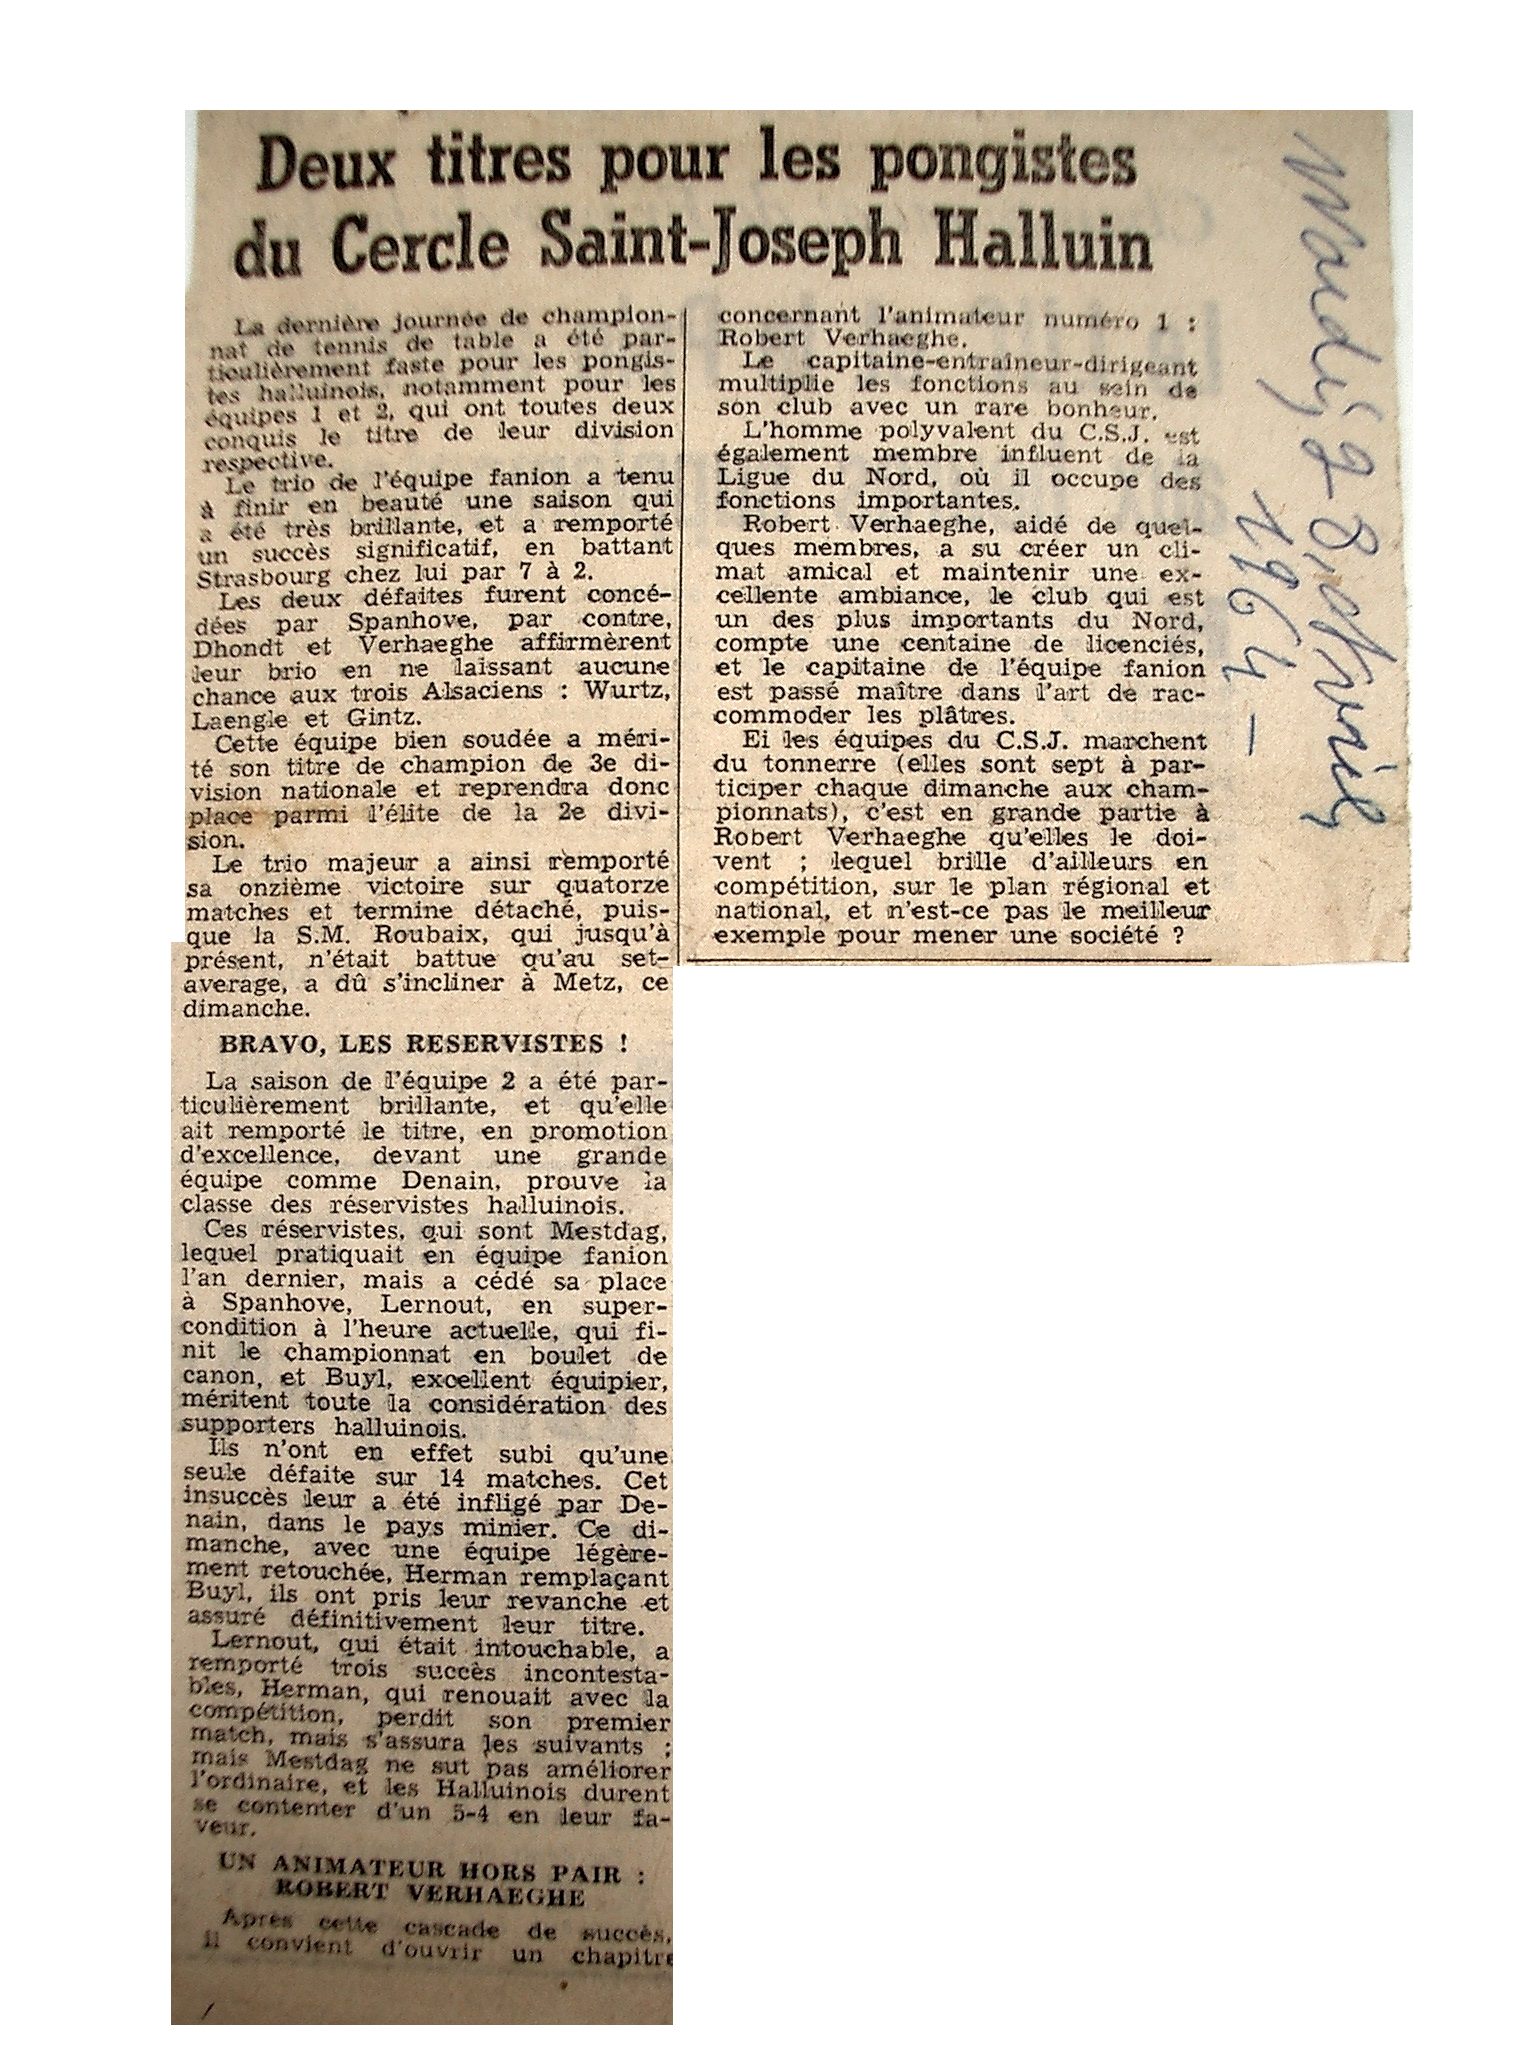 Deux titres pour les pongistes
du Cercle Saint-Joseph Halluin
La dernière journée de champion-
nat de tennis de table a été par-
ticulièrement faste pour les pongis-
tes halluinois, notamment pour les
équipes 1 et 2, qui ont toutes deux
conquis le titre de leur division
respective.
Le trio de l'équipe fanion a tenu
à finir en beauté une saison qui
a été très brillante, et a remporté
un succès significatif, en battant
Strasbourg chez lui par 7 à 2.
Les deux défaites furent concé-
dées par Spanhove, par contre,
Dhondt et Verhaeghe affirmèrent
leur brio en ne laissant aucune
chance aux trois Alsaciens : Wurtz,
Laengle et Gintz.
Cette équipe bien soudée a méri-
té son titre de champion de 3e di-
vision nationale et reprendra donc
place parmi l'élite de la 2e divi-
sion.
Le trio majeur a ainsi remporté
sa onzième victoire sur quatorze
matches et termine détaché, puis-
que la S.M. Roubaix, qui jusqu'à
présent, n'était battue qu'au set-
average, a dû s'incliner à Metz, ce
dimanche.
BRAVO, LES RESERVISTES !
La saison de l'équipe 2 a été par-
ticulièrement brillante, et qu'elle
ait remporté le titre, en promotion
d'excellence, devant une grande
équipe comme Denain, prouve la
classe des réservistes halluinois.
Ces réservistes, qui sont Mestdag,
lequel pratiquait en équipe fanion
l'an dernier, mais a cédé sa place
à Spanhove, Lernout, en super-
condition à l'heure actuelle, qui fi-
nit le championnat en boulet de
canon, et Buyl, excellent équipier,
méritent toute la considération des
supporters halluinois.
Ils n'ont en effet subi qu'une
seule défaite sur 14 matches. Cet
insuccès leur a été infligé par De-
nain, dans le pays minier. Ce di-
manche, avec une équipe légère-
ment retouchée, Herman remplaçant
Buyl, ils ont pris leur revanche et
assuré définitivement leur titre.
Lernout, qui était intouchable, a
remporté trois succès incontesta-
bles, Herman, qui renouait avec la
compétition, perdit son premier
match, mais s'assura les suivants ;
mais Mestdag ne sut pas améliorer
l'ordinaire, et les Halluinois durent
se contenter d'un 5-4 en leur fa-
veur.
UN ANIMATEUR HORS PAIR :
ROBERT VERHAEGHE
Après cette cascade de succès,
il convient d'ouvrir un chapitre
concernant l'animateur numéro 1 :
Robert Verhaeghe.
Le capitaine-entraîneur-dirigeant
multiplie les fonctions au sein de
son club avec un rare bonheur.
L'homme polyvalent du C.S.J. est
également membre influent de la
Ligue du Nord, où il occupe des
fonctions importantes.
Robert Verhaeghe, aidé de quel-
ques membres, a su créer un cli-
mat amical et maintenir une ex-
cellente ambiance, le club qui est
un des plus importants du Nord,
compte une centaine de licenciés,
et le capitaine de l'équipe fanion
est passé maître dans l'art de rac-
commoder les plâtres.
Ei les équipes du C.S.J. marchent
du tonnerre (elles sont sept à par-
ticiper chaque dimanche aux cham-
pionnats), c'est en grande partie à
Robert Verhaeghe qu'elles le doi-
vent ; lequel brille d'ailleurs en
compétition, sur le plan régional et
national, et n'est-ce pas le meilleur
exemple pour mener une société ?
1964 -